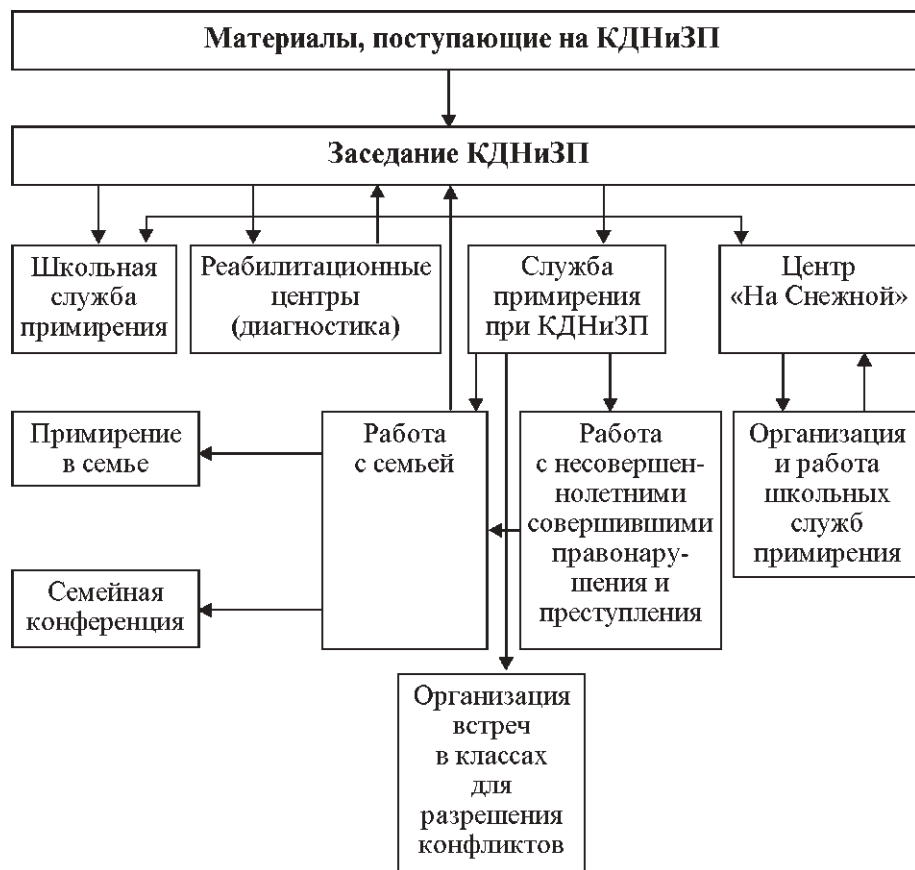 Материалы, поступающие на КДНиЗП
Заседание КДНиЗП
Школьная
служба
примирения
Реабилитационные
центры
(диагностика)
Служба
примирения
при КДНиЗП
Центр
«На Снежной»
Примирение
в семье
Работа
с семьей
Работа
с несовершен-
нолетними
совершившими
правонару-
шения и
преступления
Организация
и работа
школьных
служб
примирения
Семейная
конференция
Организация
встреч
в классах
для
разрешения
конфликтов